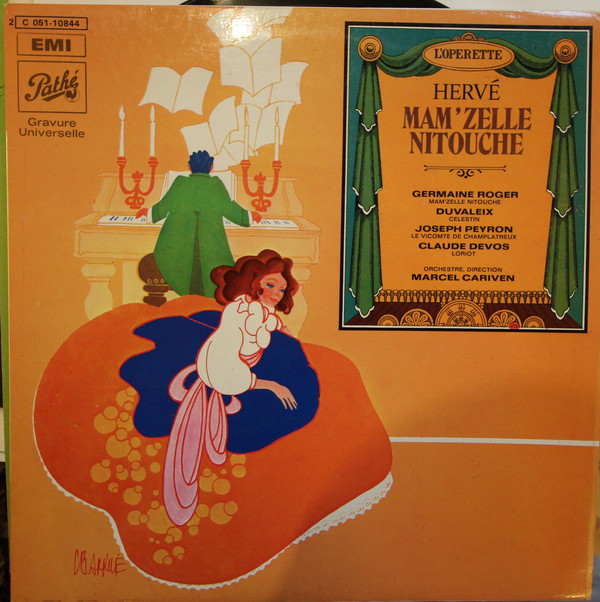 2 C 051-10844
EMI
Pathé
Gravure
Universelle
L'OPERETTE
HERVÉ
MAM'ZELLE
NITOUCHE
GERMAINE ROGER
MAM'ZELLE NITOUCHE
DUVALEIX
CELESTIN
JOSEPH PEYRON
LE VICOMTE DE CHAMPLATREUX
CLAUDE DEVOS
LORIOT
ORCHESTRE, DIRECTION
MARCEL CARIVEN